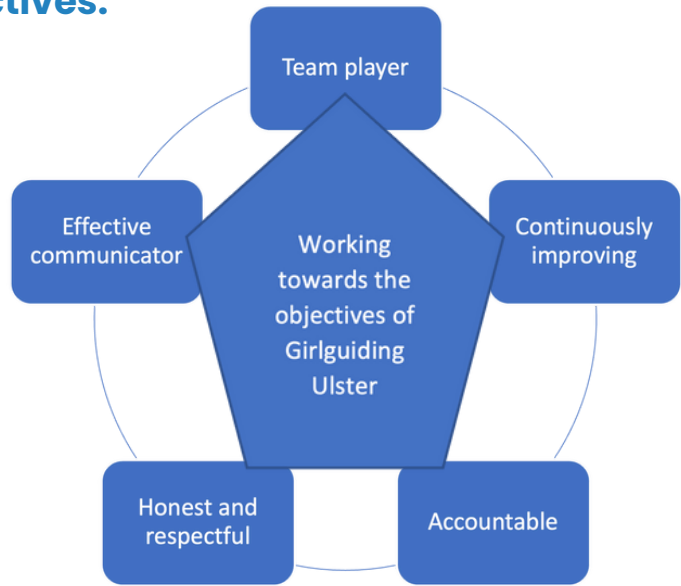 ctives.
Team player
Effective
communicator
Continuously
improving
Working
towards the
objectives of
Girlguiding
Ulster
Honest and
respectful
Accountable